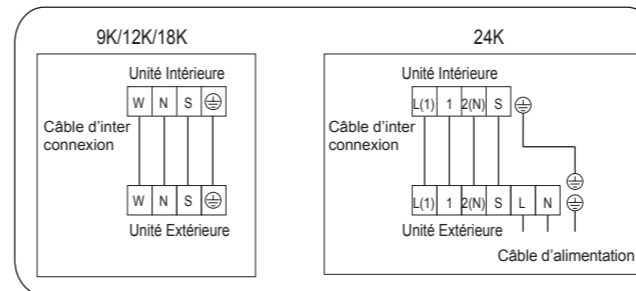 9K/12K/18K
Unité Intérieure
W N S
Câble d'inter
connexion
W N S
Unité Extérieure
24K
Unité Intérieure
L(1) 1 2(N) S
Câble d'inter
connexion
L(1) 1 2(N) S L N
Unité Extérieure
Câble d'alimentation